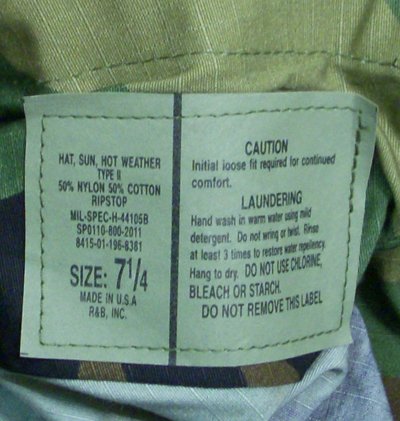 HAT, SUN, HOT WEATHER
TYPE II
50% NYLON 50% COTTON
RIPSTOP
MIL-SPEC-H-44105B
SP0110-800-2011
8415-01-196-8381
SIZE: 7 1/4
MADE IN U.S.A
R&B, INC.
CAUTION
Initial loose fit required for continued
comfort.
LAUNDERING
Hand wash in warm water using mild
detergent. Do not wring or twist. Rinse
at least 3 times to restore water repellency.
Hang to dry. DO NOT USE CHLORINE,
BLEACH OR STARCH.
DO NOT REMOVE THIS LABEL